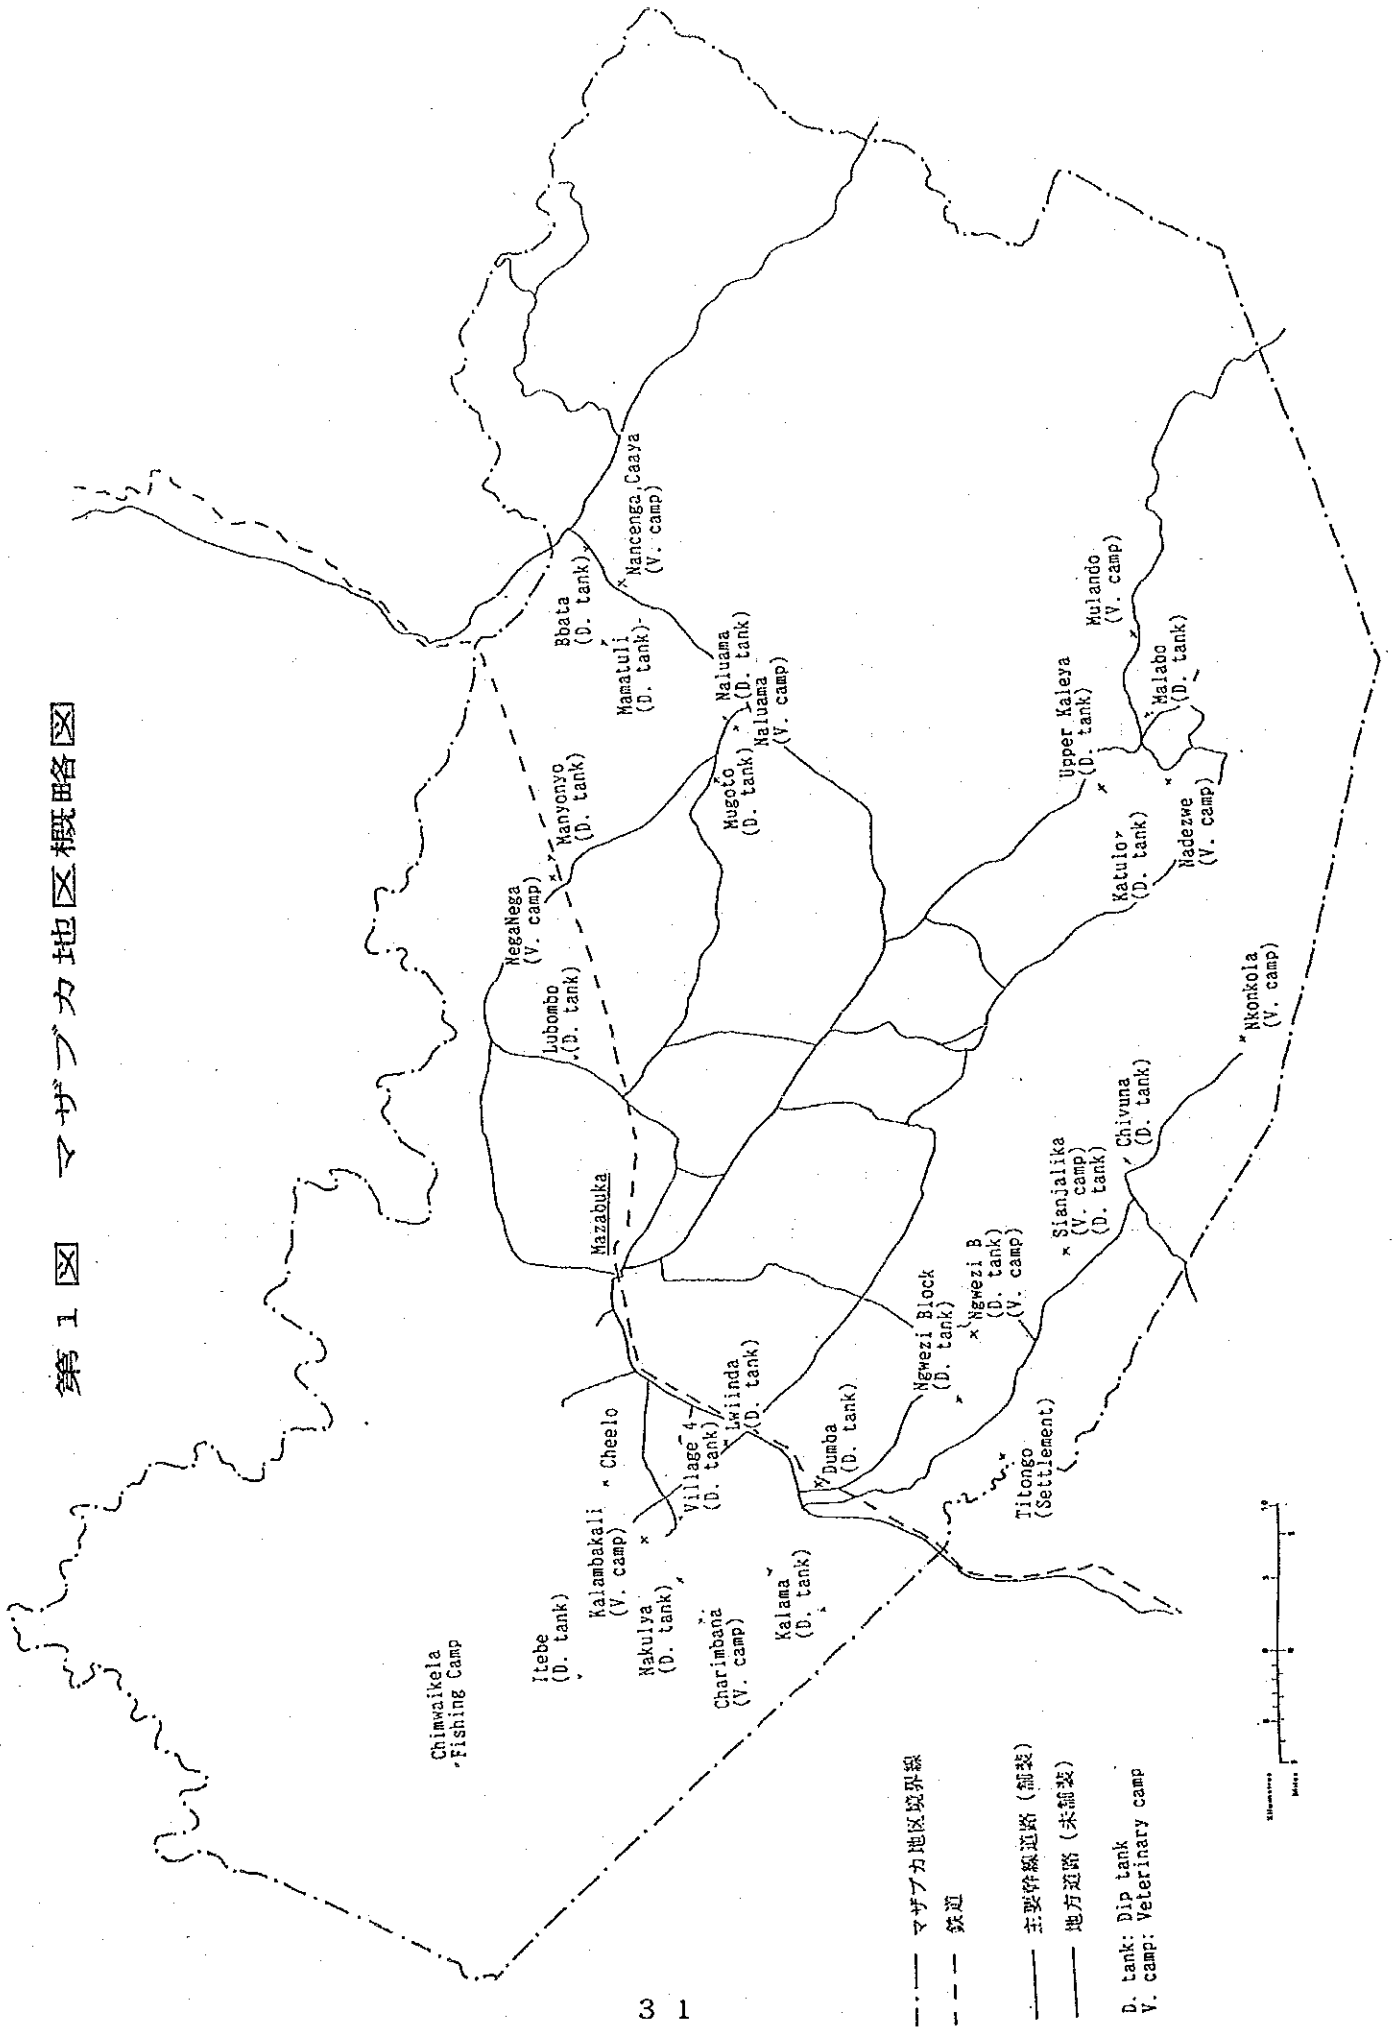 第1図　マザブカ地区概略図
Chimwaikela
Fishing Camp
Itebe
(D. tank)
Kalambakali
(V. camp)
Cheelo
Nakulya
(D. tank)
Charimbana
(V. camp)
Kalama
(D. tank)
Village 4
(D. tank)
Lwiinda
(D. tank)
Dumba
(D. tank)
Mazabuka
Lubombo
(D. tank)
NegaNega
(V. camp)
Manyonyo
(D. tank)
Bbata
(D. tank)
Mamatuli
(D. tank)
Nancenga,Caaya
(V. camp)
Naluama
(D. tank)
Naluama
(V. camp)
Mugoto
(D. tank)
Ngwezi Block
(D. tank)
Ngwezi B
(D. tank)
(V. camp)
Titongo
(Settlement)
Sianjalika
(V. camp)
(D. tank)
Chivuna
(D. tank)
Nkonkola
(V. camp)
Upper Kaleya
(D. tank)
Katulo
(D. tank)
Nadezwe
(V. camp)
Malabo
(D. tank)
Mulando
(V. camp)
マザブカ地区境界線
鉄道
主要幹線道路（舗装）
地方道路（未舗装）
D. tank: Dip tank
V. camp: Veterinary camp
Kilometres
Miles
31